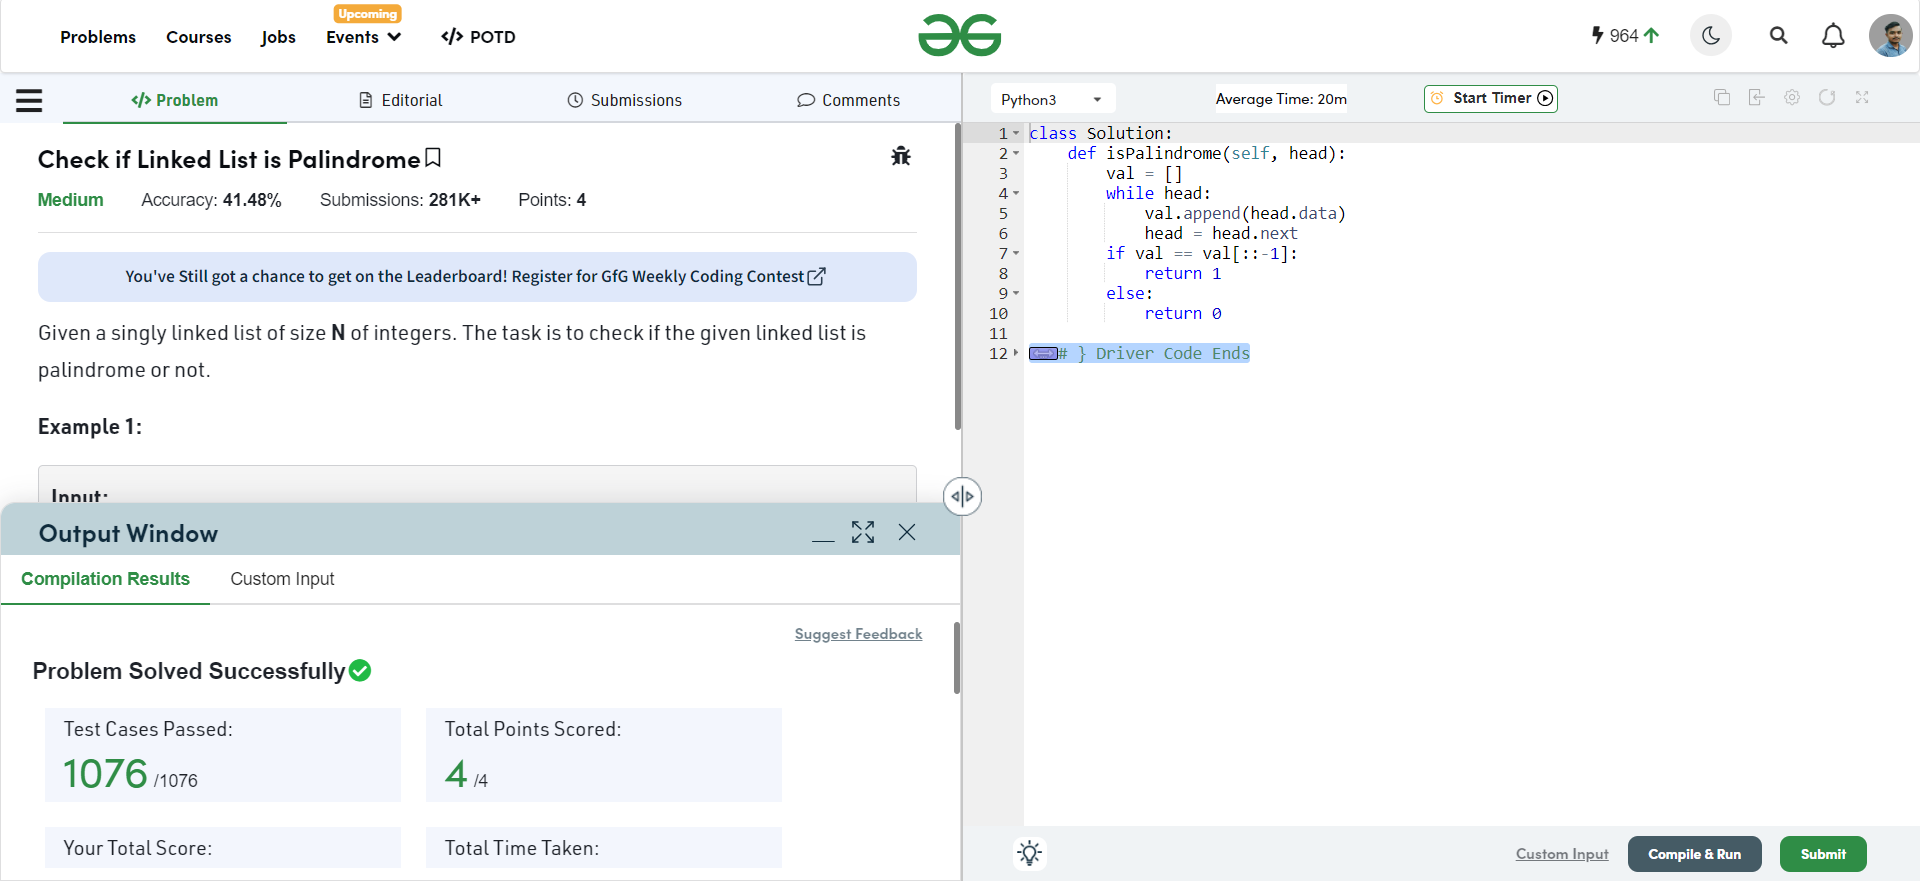 Problems Courses Jobs Upcoming Events </> POTD
964
Problem Editorial Submissions Comments
Check if Linked List is Palindrome
Medium Accuracy: 41.48% Submissions: 281K+ Points: 4
You've Still got a chance to get on the Leaderboard! Register for GfG Weekly Coding Contest
Given a singly linked list of size N of integers. The task is to check if the given linked list is
palindrome or not.
Example 1:
Input:
Output Window
Compilation Results Custom Input
Suggest Feedback
Problem Solved Successfully
Test Cases Passed:
1076 /1076
Total Points Scored:
4 /4
Your Total Score:
Total Time Taken:
Python3 Average Time: 20m Start Timer
1 class Solution:
2     def isPalindrome(self, head):
3         val = []
4         while head:
5             val.append(head.data)
6             head = head.next
7         if val == val[::-1]:
8             return 1
9         else:
10             return 0
11
12 # } Driver Code Ends
Custom Input Compile & Run Submit